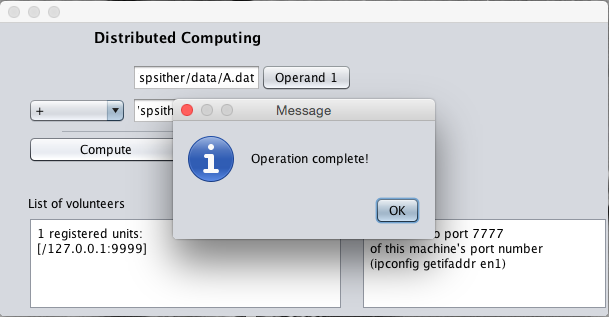 Distributed Computing
spsither/data/A.dat
Operand 1
+
Message
Compute
Operation complete!
OK
List of volunteers
1 registered units:
[/127.0.0.1:9999]
port 7777
of this machine's port number
(ipconfig getifaddr en1)